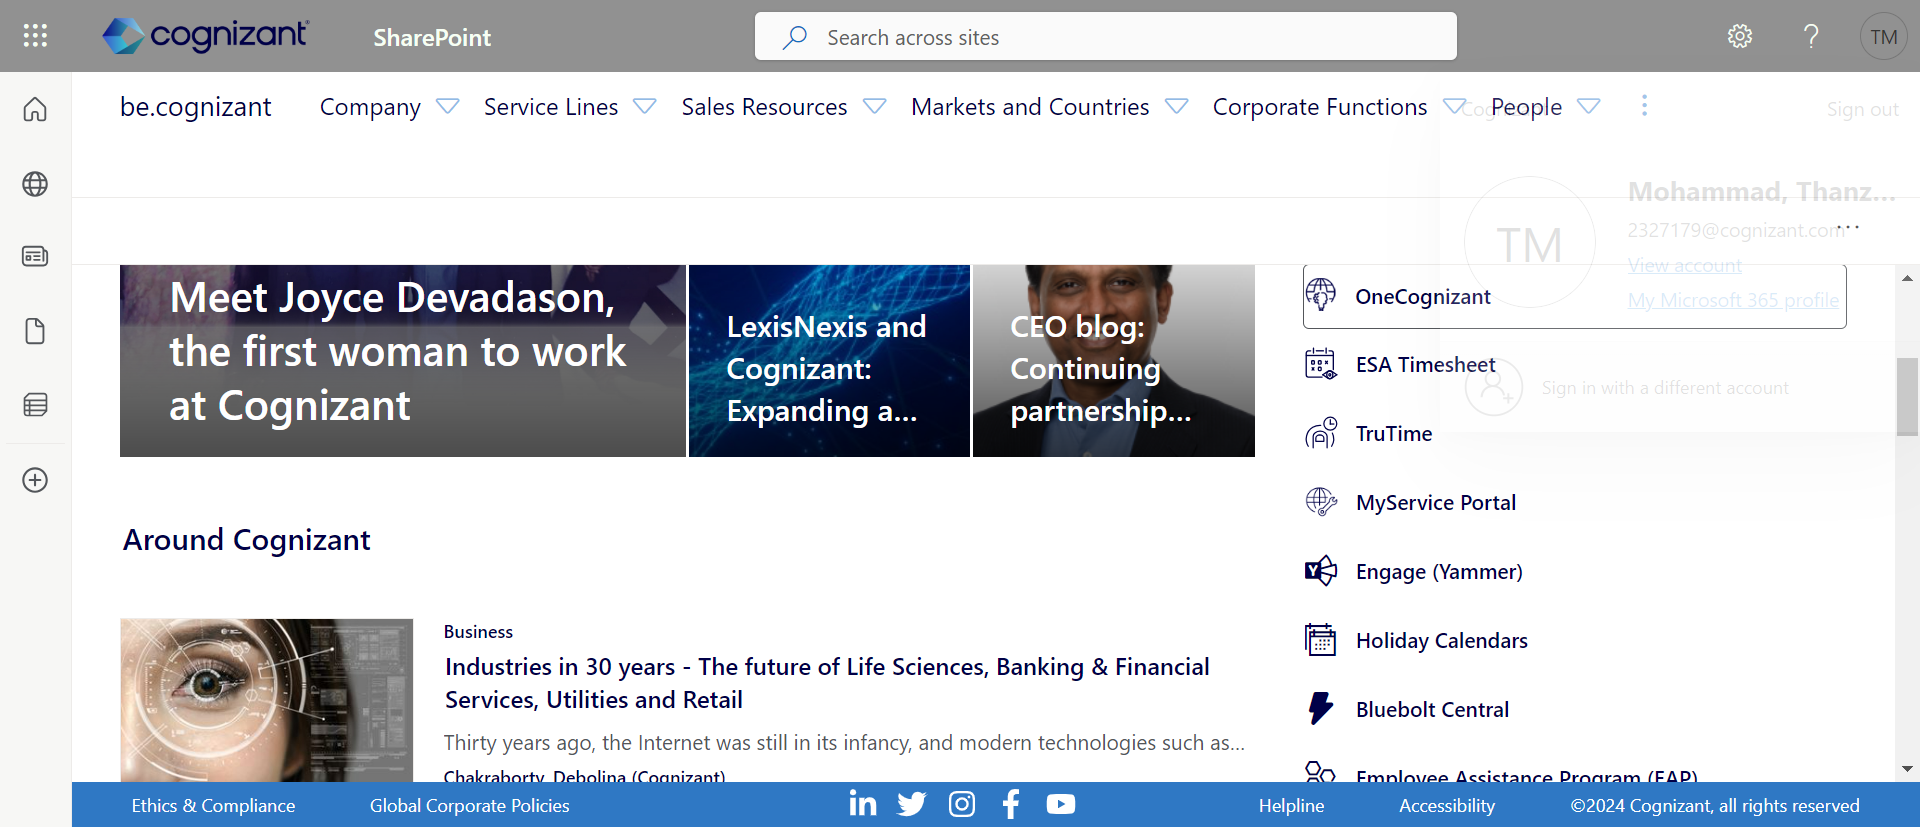 cognizant
SharePoint
Search across sites
TM
be.cognizant
Company
Service Lines
Sales Resources
Markets and Countries
Corporate Functions
People
Sign out
Mohammad, Thanz...
2327179@cognizant.com
...
TM
View account
My Microsoft 365 profile
Sign in with a different account
Meet Joyce Devadason,
the first woman to work
at Cognizant
LexisNexis and
Cognizant:
Expanding a...
CEO blog:
Continuing
partnership...
OneCognizant
ESA Timesheet
TruTime
MyService Portal
Engage (Yammer)
Holiday Calendars
Bluebolt Central
Employee Assistance Program (EAP)
Around Cognizant
Business
Industries in 30 years - The future of Life Sciences, Banking & Financial
Services, Utilities and Retail
Thirty years ago, the Internet was still in its infancy, and modern technologies such as...
Chakraborty, Debolina (Cognizant)
Ethics & Compliance
Global Corporate Policies
Helpline
Accessibility
©2024 Cognizant, all rights reserved